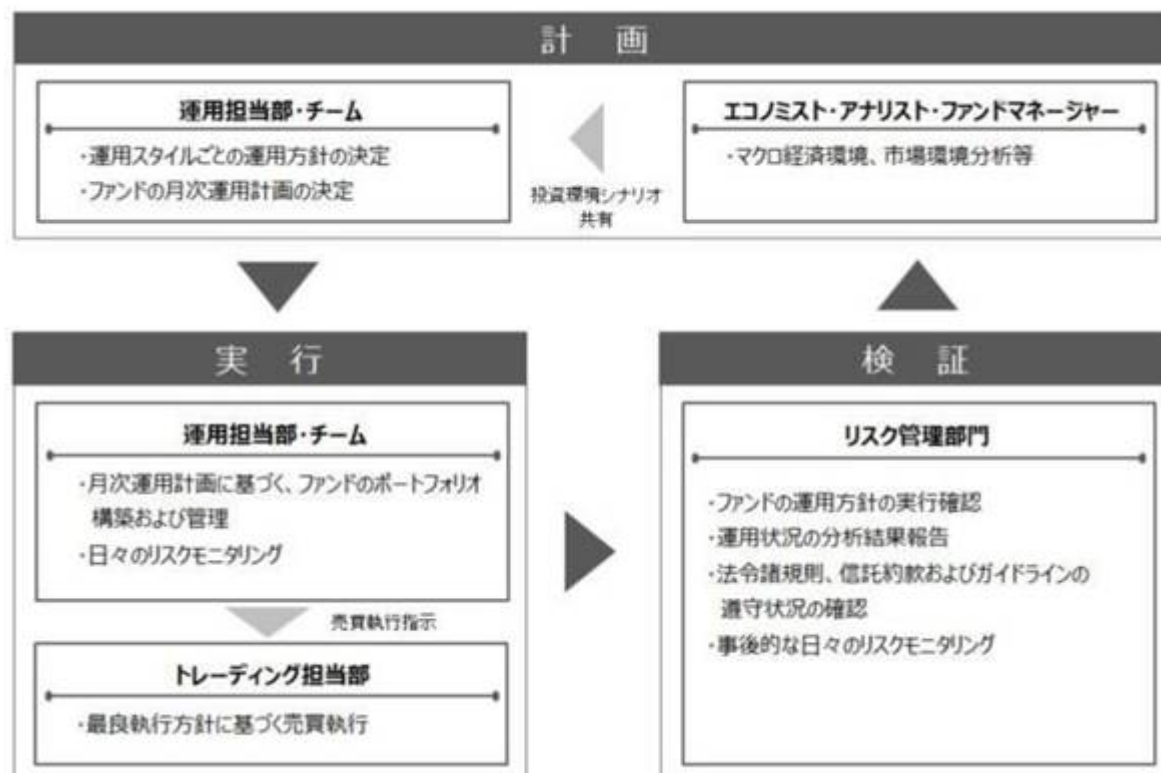 計 画
運用担当部・チーム
・運用スタイルごとの運用方針の決定
・ファンドの月次運用計画の決定
投資環境シナリオ
共有
エコノミスト・アナリスト・ファンドマネージャー
・マクロ経済環境、市場環境分析等
実 行
運用担当部・チーム
・月次運用計画に基づく、ファンドのポートフォリオ
構築および管理
・日々のリスクモニタリング
売買執行指示
トレーディング担当部
・最良執行方針に基づく売買執行
検 証
リスク管理部門
・ファンドの運用方針の実行確認
・運用状況の分析結果報告
・法令諸規則、信託約款およびガイドラインの
遵守状況の確認
・事後的な日々のリスクモニタリング